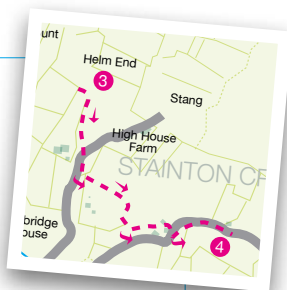 unt
Helm End
3
Stang
High House
Farm
STAINTON CF
bridge
ouse
4